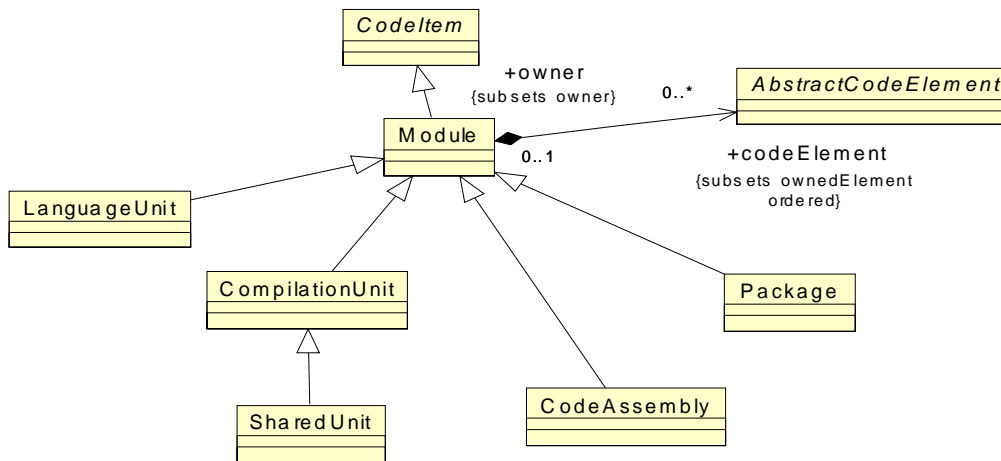 CodeItem
+owner
{subsets owner}
0..*
AbstractCodeElement
Module
0..1
+codeElement
{subsets ownedElement
ordered}
LanguageUnit
CompilationUnit
Package
CodeAssembly
SharedUnit